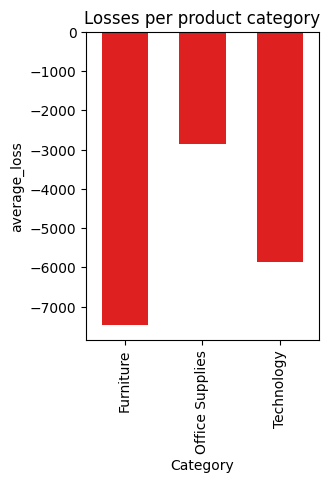 Losses per product category
0
−1000
−2000
−3000
−4000
−5000
−6000
−7000
average_loss
Furniture
Office Supplies
Technology
Category